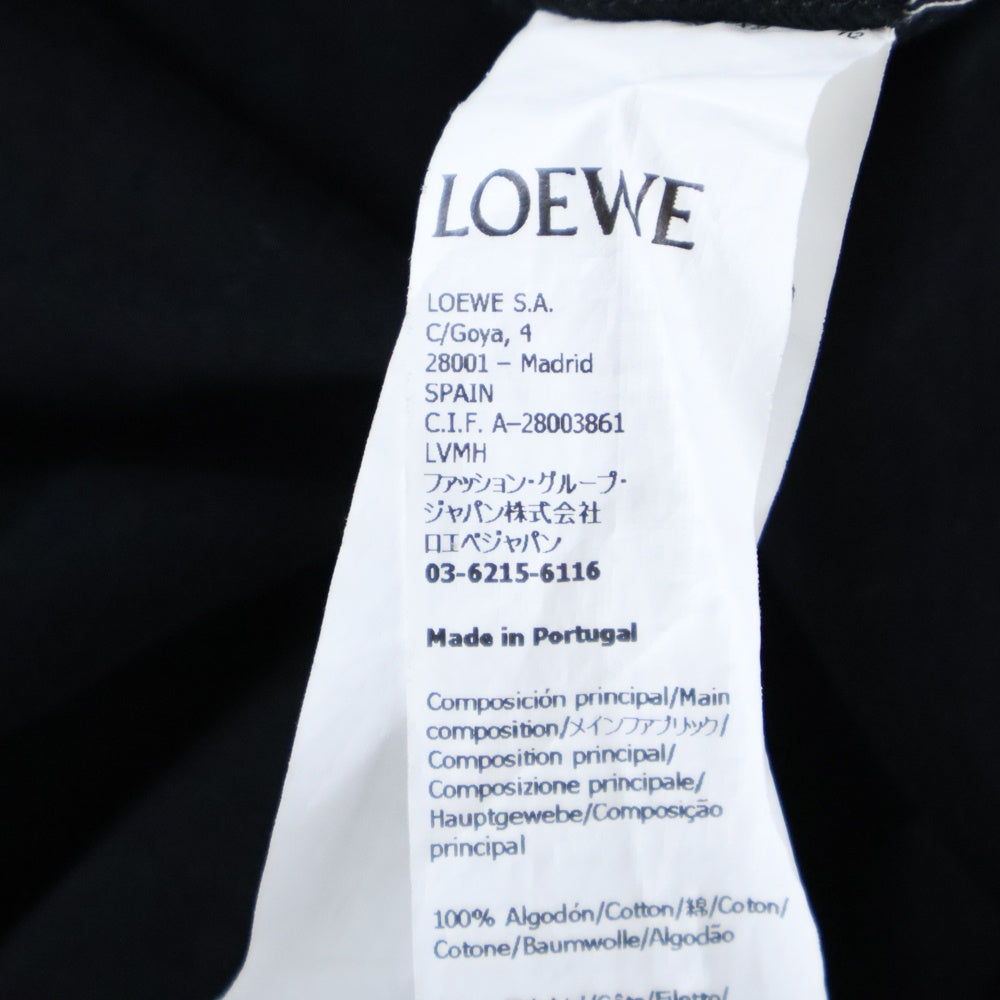 LOEWE
LOEWE S.A.
C/Goya, 4
28001 – Madrid
SPAIN
C.I.F. A–28003861
LVMH
ファッション・グループ・
ジャパン株式会社
ロエベジャパン
03-6215-6116
Made in Portugal
Composición principal/Main
composition/メインファブリック/
Composition principal/
Composizione principale/
Hauptgewebe/Composição
principal
100% Algodón/Cotton/綿/Coton/
Cotone/Baumwolle/Algodão